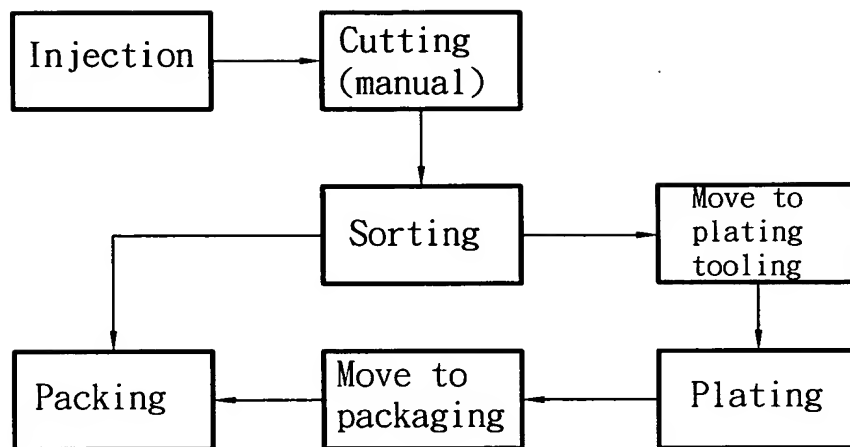 Injection
Cutting
(manual)
Sorting
Move to
plating
tooling
Packing
Move to
packaging
Plating